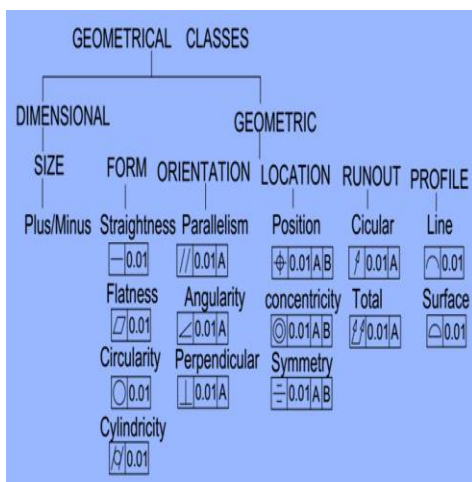 GEOMETRICAL CLASSES
DIMENSIONAL
GEOMETRIC
SIZE FORM ORIENTATION LOCATION RUNOUT PROFILE
Plus/Minus Straightness Parallelism Position Cicular Line
0.01 // 0.01 A 0.01 A B 0.01 A 0.01
Flatness Angularity concentricity Total Surface
0.01 0.01 A 0.01 A B 0.01 A 0.01
Circularity Perpendicular Symmetry
0.01 0.01 A 0.01 A B
Cylindricity
0.01